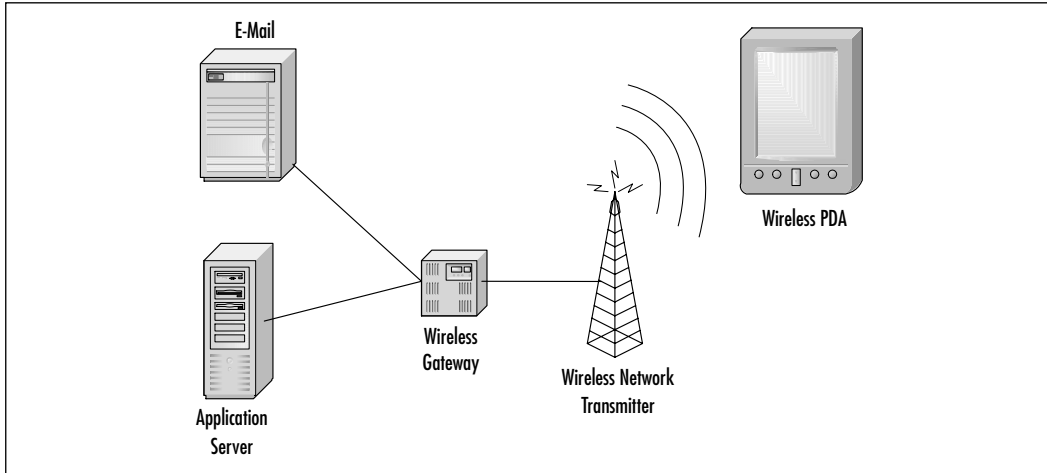 E-Mail
Wireless PDA
Wireless
Gateway
Wireless Network
Transmitter
Application
Server